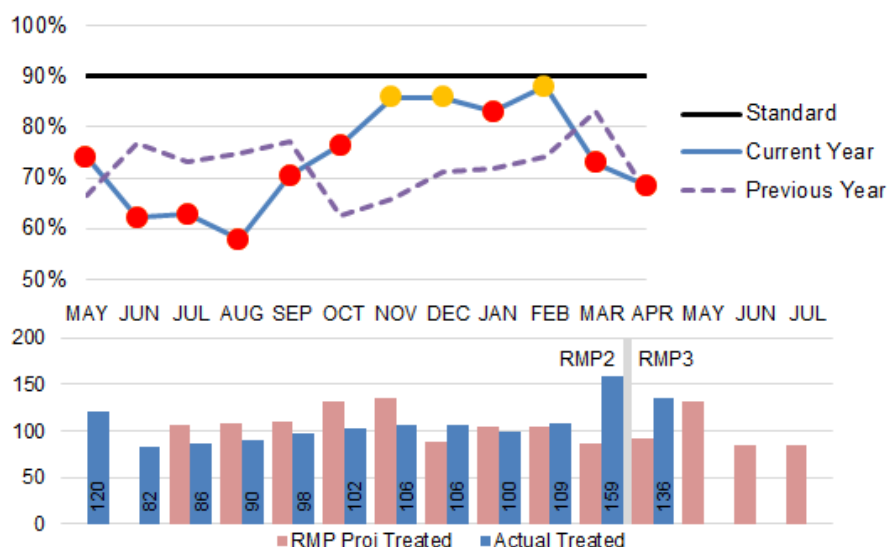 100%
90%
80%
70%
60%
50%
Standard
Current Year
Previous Year
MAY JUN JUL AUG SEP OCT NOV DEC JAN FEB MAR APR MAY JUN JUL
200
150
100
50
0
RMP2 RMP3
120 82 86 90 98 102 106 106 100 109 159 136
RMP Proj Treated Actual Treated